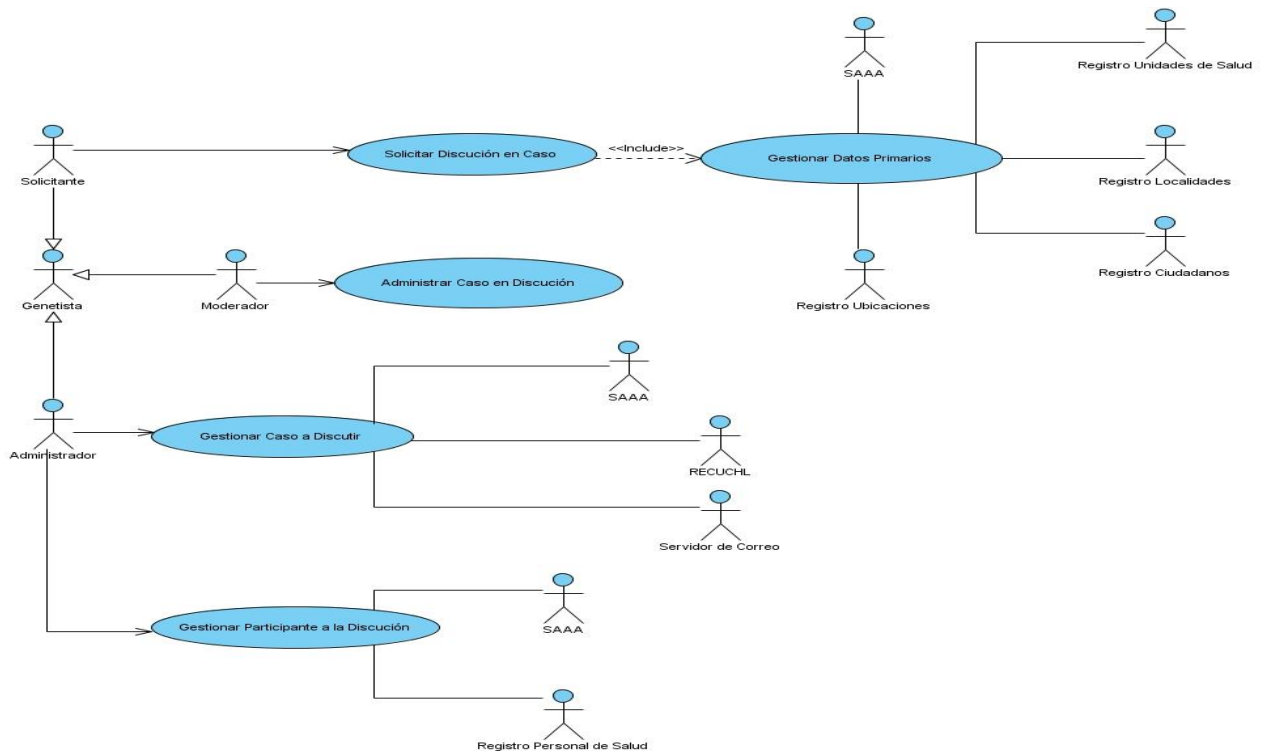 SAAA
Registro Unidades de Salud
Solicitante
Solicitar Discución en Caso
<<Include>>
Gestionar Datos Primarios
Registro Localidades
Genetista
Moderador
Administrar Caso en Discución
Registro Ubicaciones
Registro Ciudadanos
SAAA
Administrador
Gestionar Caso a Discutir
RECUCHL
Servidor de Correo
Gestionar Participante a la Discución
SAAA
Registro Personal de Salud